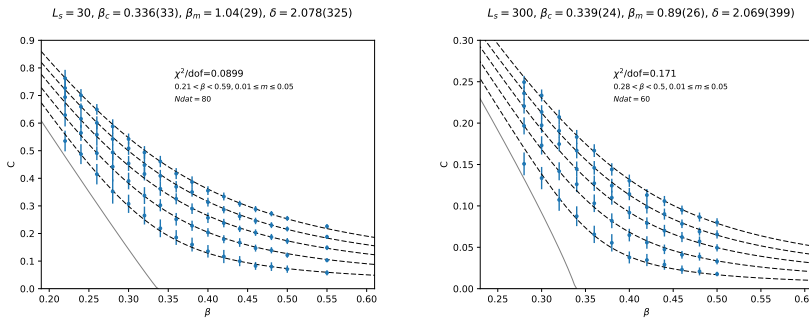 L_s = 30, β_c = 0.336(33), β_m = 1.04(29), δ = 2.078(325)
0.9
0.8
0.7
0.6
0.5
0.4
0.3
0.2
0.1
0.0
C
χ²/dof=0.0899
0.21 < β < 0.59, 0.01 ≤ m ≤ 0.05
Ndat = 80
0.20 0.25 0.30 0.35 0.40 0.45 0.50 0.55 0.60
β
L_s = 300, β_c = 0.339(24), β_m = 0.89(26), δ = 2.069(399)
0.30
0.25
0.20
0.15
0.10
0.05
0.00
C
χ²/dof=0.171
0.28 < β < 0.5, 0.01 ≤ m ≤ 0.05
Ndat = 60
0.25 0.30 0.35 0.40 0.45 0.50 0.55 0.60
β